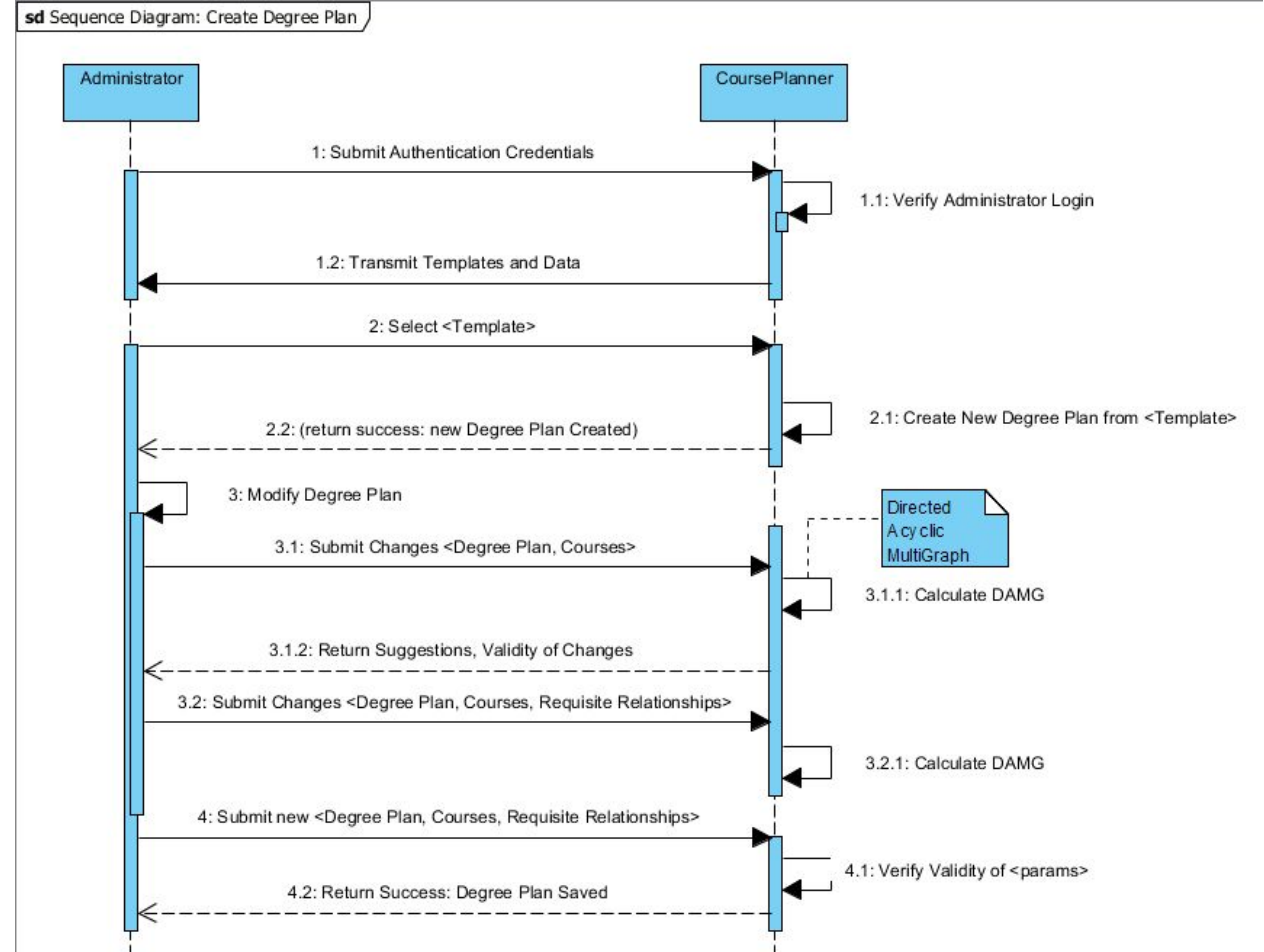 sd Sequence Diagram: Create Degree Plan
Administrator
CoursePlanner
1: Submit Authentication Credentials
1.1: Verify Administrator Login
1.2: Transmit Templates and Data
2: Select <Template>
2.1: Create New Degree Plan from <Template>
2.2: (return success: new Degree Plan Created)
3: Modify Degree Plan
Directed
Acyclic
MultiGraph
3.1: Submit Changes <Degree Plan, Courses>
3.1.1: Calculate DAMG
3.1.2: Return Suggestions, Validity of Changes
3.2: Submit Changes <Degree Plan, Courses, Requisite Relationships>
3.2.1: Calculate DAMG
4: Submit new <Degree Plan, Courses, Requisite Relationships>
4.1: Verify Validity of <params>
4.2: Return Success: Degree Plan Saved